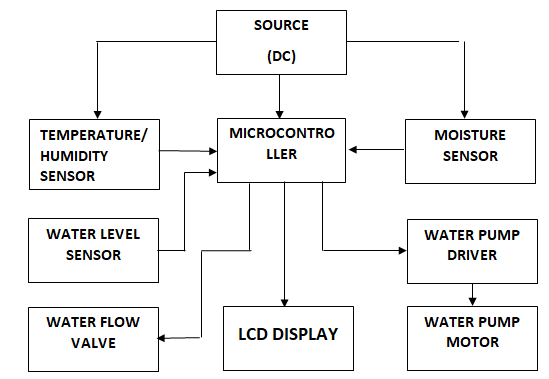 SOURCE
(DC)
TEMPERATURE/
HUMIDITY
SENSOR
MICROCONTRO
LLER
MOISTURE
SENSOR
WATER LEVEL
SENSOR
WATER PUMP
DRIVER
WATER FLOW
VALVE
LCD DISPLAY
WATER PUMP
MOTOR